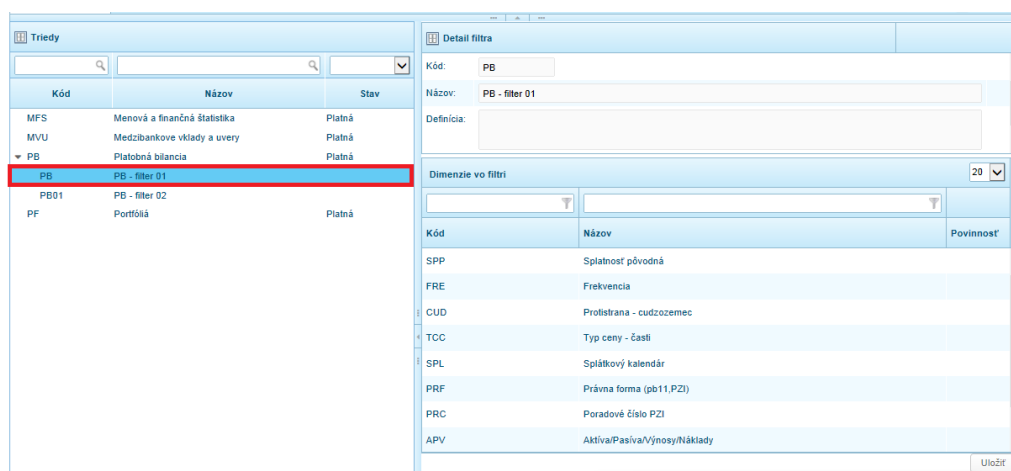 Triedy
Kód Názov Stav
MFS Menová a finančná štatistika Platná
MVU Medzibankove vklady a uvery Platná
PB Platobná bilancia Platná
PB PB - filter 01
PB01 PB - filter 02
PF Portfóliá Platná
Detail filtra
Kód: PB
Názov: PB - filter 01
Definícia:
Dimenzie vo filtri 20
Kód Názov Povinnosť
SPP Splatnosť pôvodná
FRE Frekvencia
CUD Protistrana - cudzozemec
TCC Typ ceny - časti
SPL Splátkový kalendár
PRF Právna forma (pb11,PZI)
PRC Poradové číslo PZI
APV Aktíva/Pasíva/Výnosy/Náklady
Uložiť